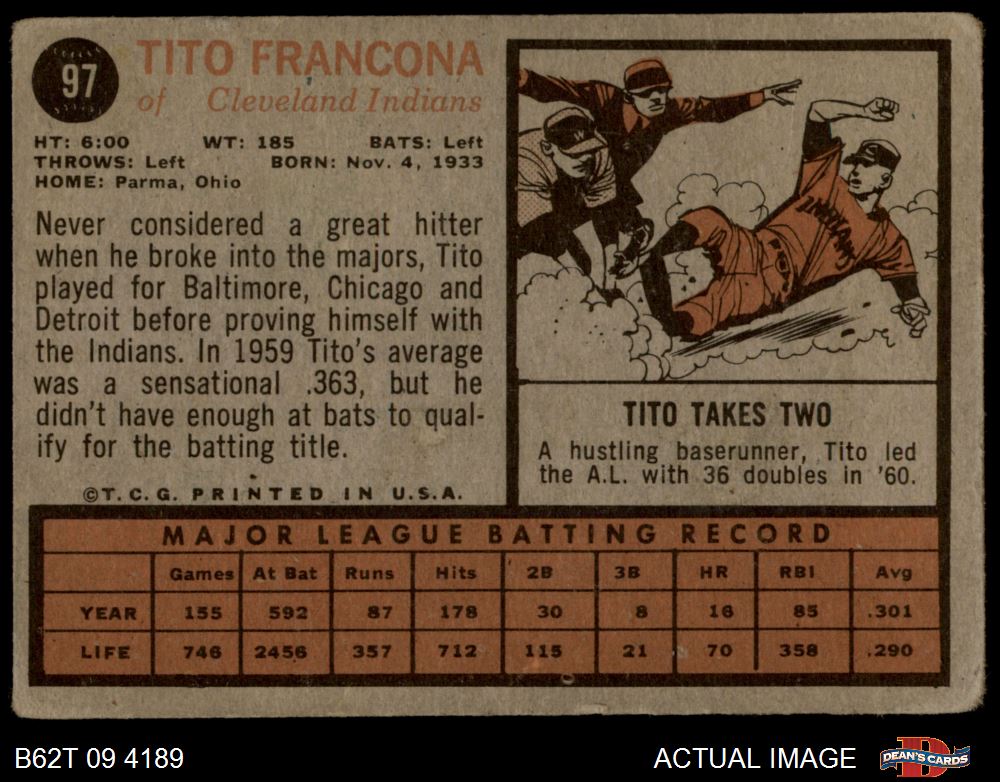 97
TITO FRANCONA
of Cleveland Indians
HT: 6:00 WT: 185 BATS: Left
THROWS: Left BORN: Nov. 4, 1933
HOME: Parma, Ohio
Never considered a great hitter
when he broke into the majors, Tito
played for Baltimore, Chicago and
Detroit before proving himself with
the Indians. In 1959 Tito's average
was a sensational .363, but he
didn't have enough at bats to qual-
ify for the batting title.
©T.C.G. PRINTED IN U.S.A.
W
INDIANS
TITO TAKES TWO
A hustling baserunner, Tito led
the A.L. with 36 doubles in '60.
MAJOR LEAGUE BATTING RECORD
Games At Bat Runs Hits 2B 3B HR RBI Avg
YEAR 155 592 87 178 30 8 16 85 .301
LIFE 746 2456 357 712 115 21 70 358 .290
B62T 09 4189 ACTUAL IMAGE DEAN'S CARDS